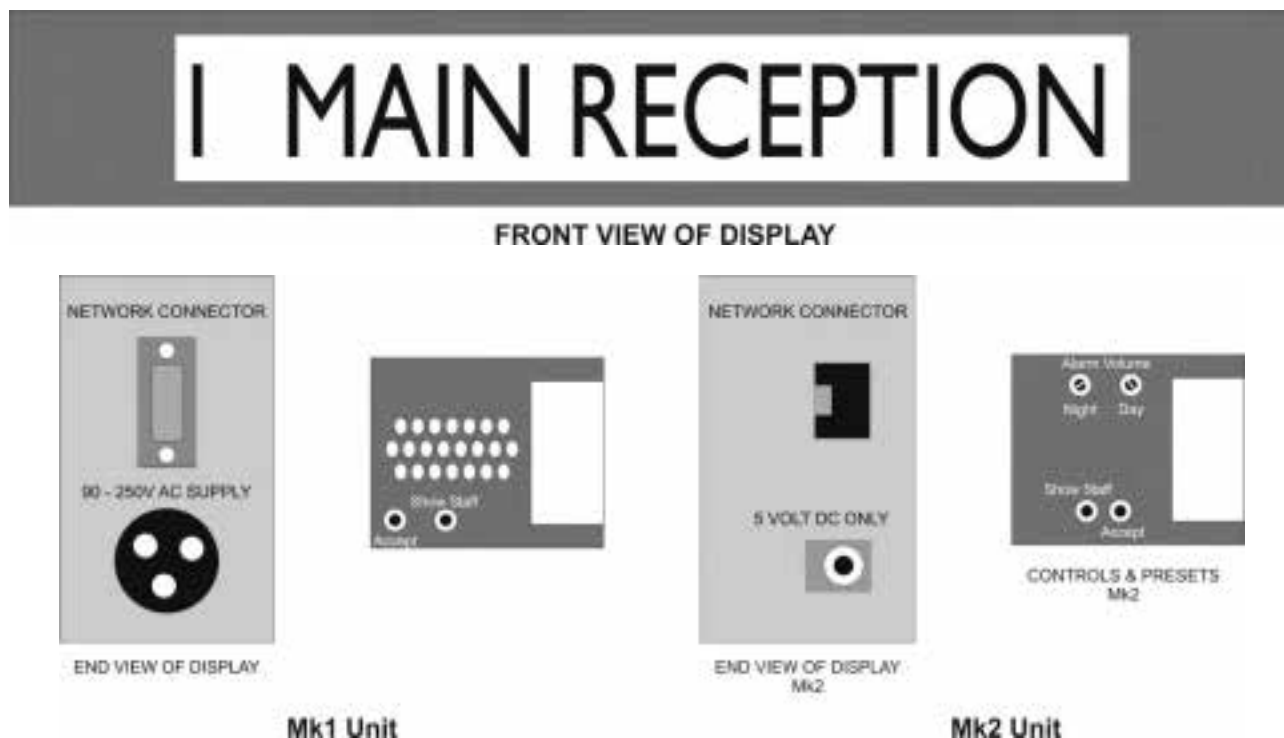 I MAIN RECEPTION
FRONT VIEW OF DISPLAY
NETWORK CONNECTOR
90 - 250V AC SUPPLY
Show Staff
Accept
END VIEW OF DISPLAY
Mk1 Unit
NETWORK CONNECTOR
5 VOLT DC ONLY
Alarm Volume
Night Day
Show Staff
Accept
CONTROLS & PRESETS
Mk2
END VIEW OF DISPLAY
Mk2
Mk2 Unit